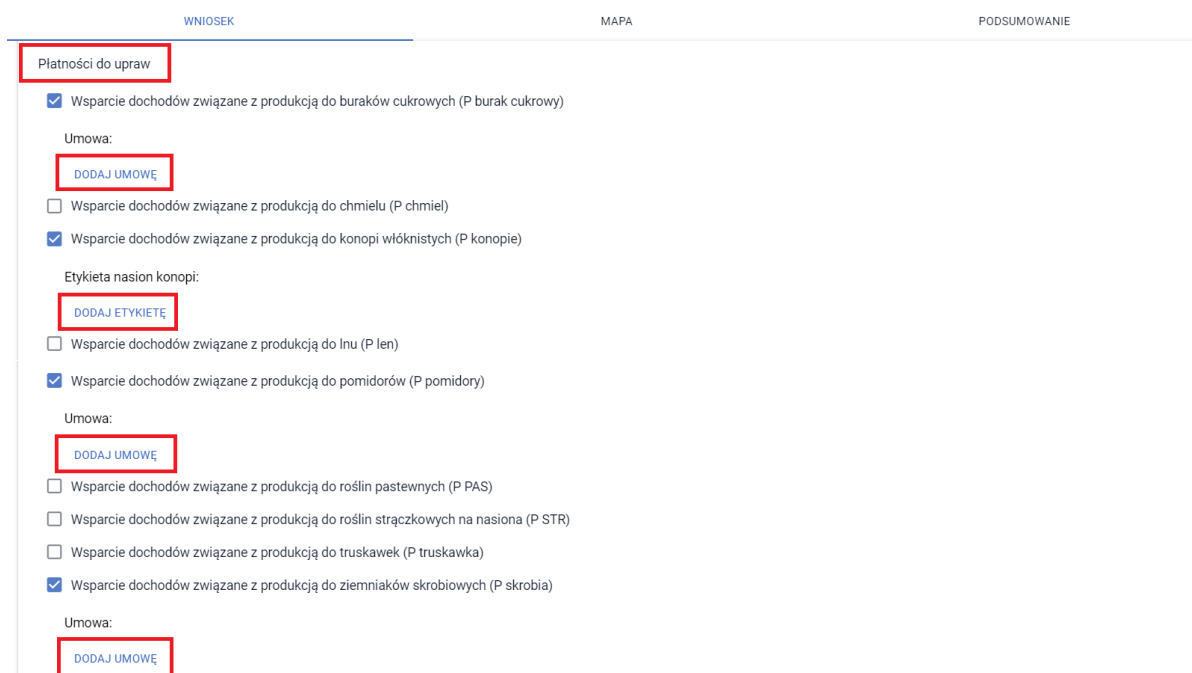 WNIOSEK MAPA PODSUMOWANIE
Płatności do upraw
Wsparcie dochodów związane z produkcją do buraków cukrowych (P burak cukrowy)
Umowa:
DODAJ UMOWĘ
Wsparcie dochodów związane z produkcją do chmielu (P chmiel)
Wsparcie dochodów związane z produkcją do konopi włóknistych (P konopie)
Etykieta nasion konopi:
DODAJ ETYKIETĘ
Wsparcie dochodów związane z produkcją do lnu (P len)
Wsparcie dochodów związane z produkcją do pomidorów (P pomidory)
Umowa:
DODAJ UMOWĘ
Wsparcie dochodów związane z produkcją do roślin pastewnych (P PAS)
Wsparcie dochodów związane z produkcją do roślin strączkowych na nasiona (P STR)
Wsparcie dochodów związane z produkcją do truskawek (P truskawka)
Wsparcie dochodów związane z produkcją do ziemniaków skrobiowych (P skrobia)
Umowa:
DODAJ UMOWĘ